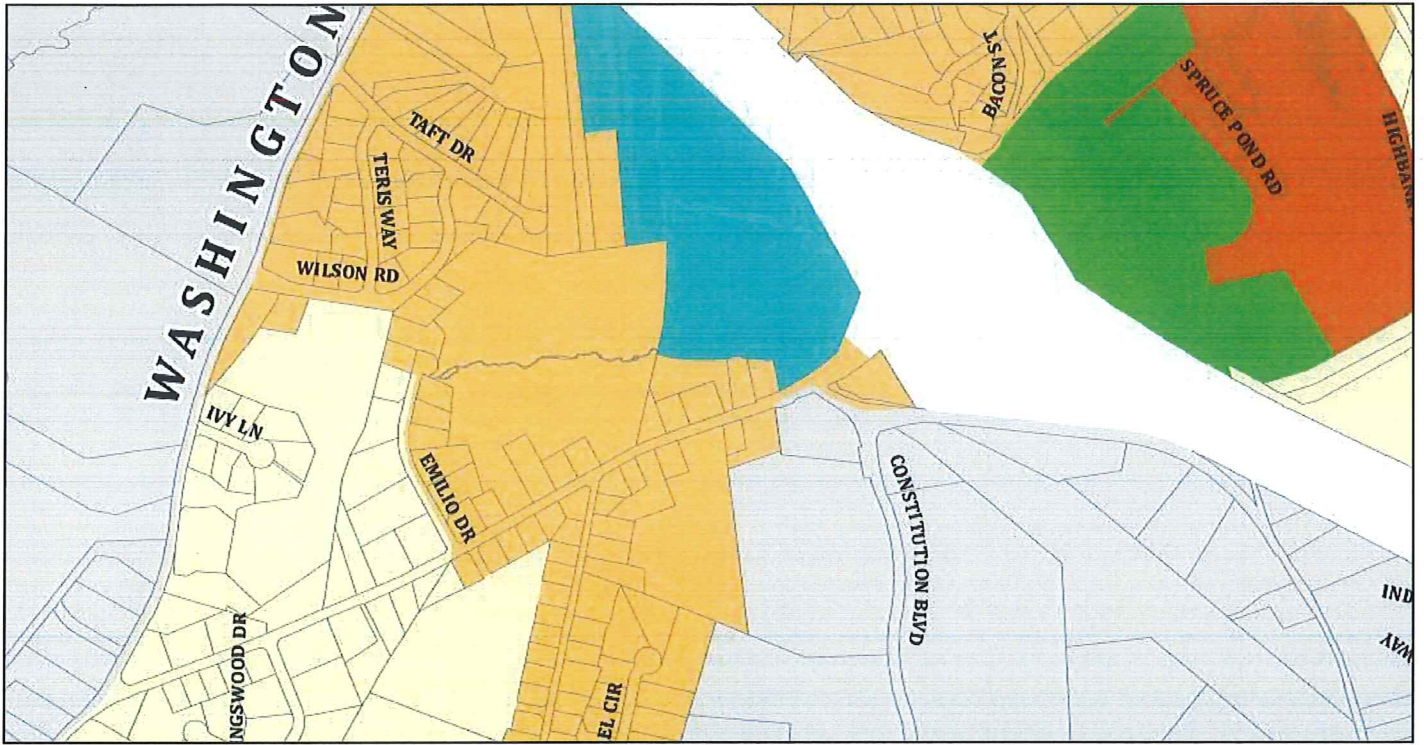 WASHINGTON
TAFT DR
TERIS WAY
WILSON RD
BACON ST
SPRUCE POND RD
HIGHBAN
IVY LN
EMILIO DR
CONSTITUTION BLVD
NGSWOOD DR
EL CIR
IND
WAY